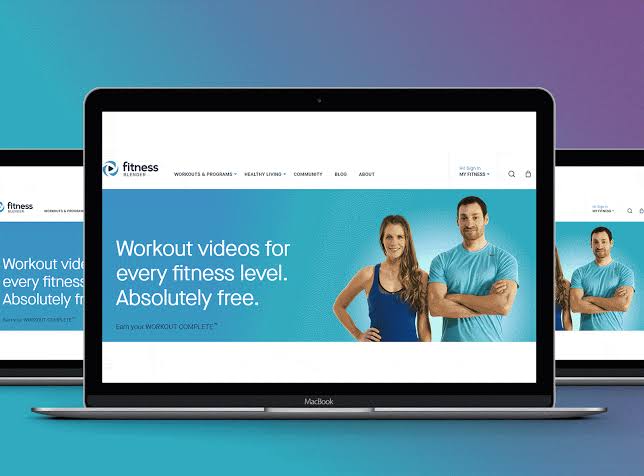 fitness
BLENDER
WORKOUTS & PROGRAMS
HEALTHY LIVING
COMMUNITY
BLOG
ABOUT
Hi! Sign In
MY FITNESS
Workout videos for
every fitness level.
Absolutely free.
Earn your WORKOUT COMPLETE™
MacBook
fitness
BLENDER
WORKOUTS & PROGRAM
Workout vide
every fitness
Absolutely fr
Earn your WORKOUT COM
Hi! Sign In
MY FITNESS